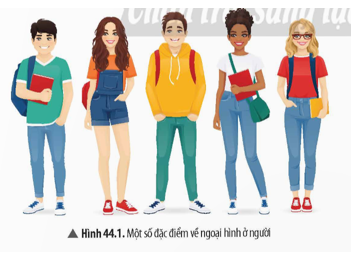 ▲ Hình 44.1. Một số đặc điểm về ngoại hình ở người